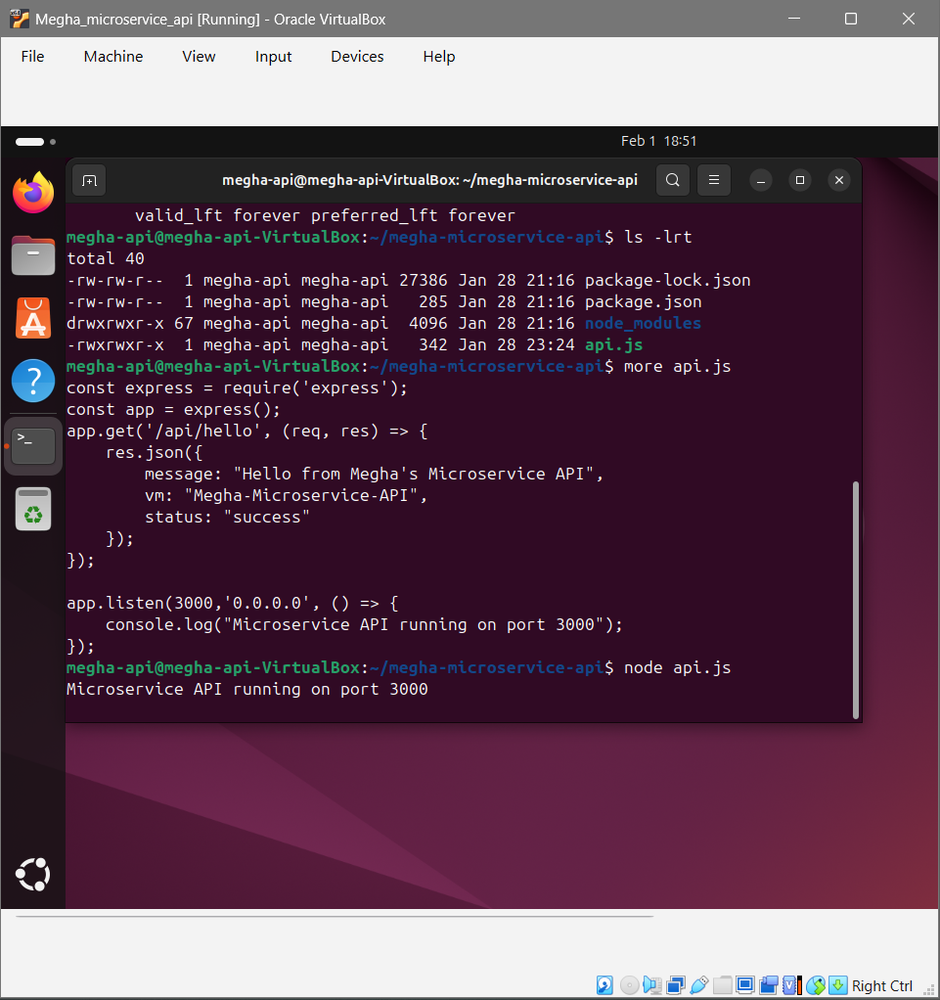 Megha_microservice_api [Running] - Oracle VirtualBox
File Machine View Input Devices Help
Feb 1 18:51
megha-api@megha-api-VirtualBox: ~/megha-microservice-api
valid_lft forever preferred_lft forever
megha-api@megha-api-VirtualBox:~/megha-microservice-api$ ls -lrt
total 40
-rw-rw-r--  1 megha-api megha-api 27386 Jan 28 21:16 package-lock.json
-rw-rw-r--  1 megha-api megha-api   285 Jan 28 21:16 package.json
drwxrwxr-x 67 megha-api megha-api  4096 Jan 28 21:16 node_modules
-rwxrwxr-x  1 megha-api megha-api   342 Jan 28 23:24 api.js
megha-api@megha-api-VirtualBox:~/megha-microservice-api$ more api.js
const express = require('express');
const app = express();
app.get('/api/hello', (req, res) => {
    res.json({
        message: "Hello from Megha's Microservice API",
        vm: "Megha-Microservice-API",
        status: "success"
    });
});

app.listen(3000,'0.0.0.0', () => {
    console.log("Microservice API running on port 3000");
});
megha-api@megha-api-VirtualBox:~/megha-microservice-api$ node api.js
Microservice API running on port 3000
Right Ctrl